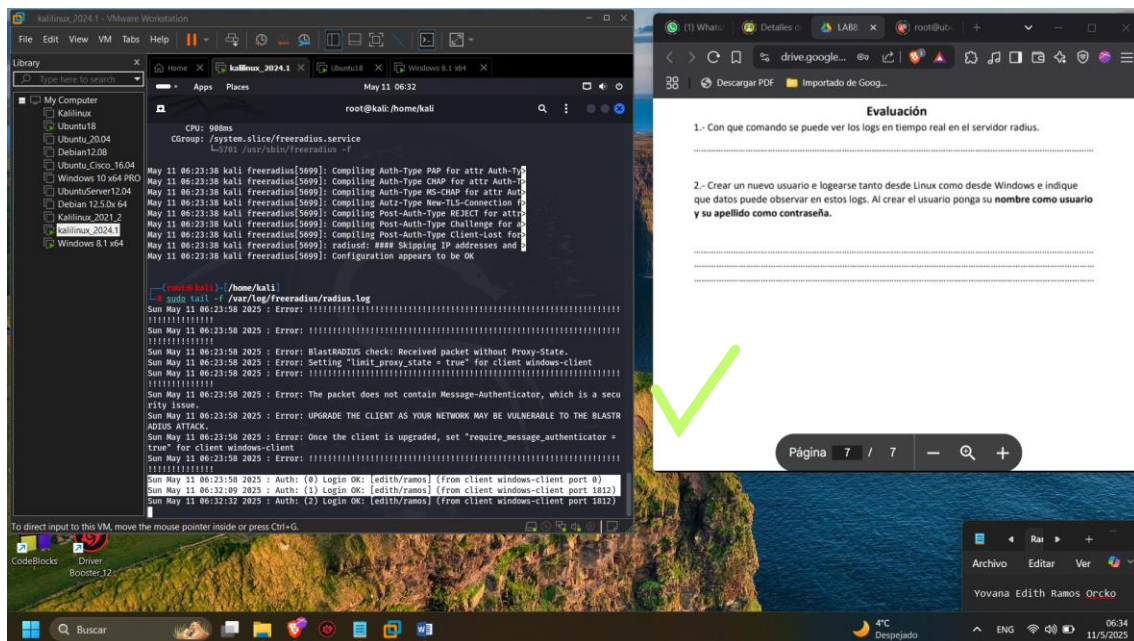 kalilinux_2024.1 - VMware Workstation
File Edit View VM Tabs Help
Library
Type here to search
My Computer
Kalilinux
Ubuntu18
Ubuntu_20.04
Debian12.08
Ubuntu_Cisco_16.04
Windows 10 x64 PRO
UbuntuServer12.04
Debian 12.5.0x 64
Kalilinux_2021_2
kalilinux_2024.1
Windows 8.1 x64
Home kalilinux_2024.1 Ubuntu18 Windows 8.1 x64
Apps Places May 11 06:32
root@kali: /home/kali
CPU: 908ms
CGroup: /system.slice/freeradius.service
└─5701 /usr/sbin/freeradius -f
May 11 06:23:38 kali freeradius[5699]: Compiling Auth-Type PAP for attr Auth-Ty>
May 11 06:23:38 kali freeradius[5699]: Compiling Auth-Type CHAP for attr Auth-T>
May 11 06:23:38 kali freeradius[5699]: Compiling Auth-Type MS-CHAP for attr Aut>
May 11 06:23:38 kali freeradius[5699]: Compiling Autz-Type New-TLS-Connection f>
May 11 06:23:38 kali freeradius[5699]: Compiling Post-Auth-Type REJECT for attr>
May 11 06:23:38 kali freeradius[5699]: Compiling Post-Auth-Type Challenge for a>
May 11 06:23:38 kali freeradius[5699]: Compiling Post-Auth-Type Client-Lost for>
May 11 06:23:38 kali freeradius[5699]: radiusd: #### Skipping IP addresses and >
May 11 06:23:38 kali freeradius[5699]: Configuration appears to be OK
┌──(root㉿kali)-[/home/kali]
└─# sudo tail -f /var/log/freeradius/radius.log
Sun May 11 06:23:58 2025 : Error: !!!!!!!!!!!!!!!!!!!!!!!!!!!!!!!!!!!!!!!!!!!!!!!!!!!!!
!!!!!!!!!!!!!!
Sun May 11 06:23:58 2025 : Error: !!!!!!!!!!!!!!!!!!!!!!!!!!!!!!!!!!!!!!!!!!!!!!!!!!!!!
!!!!!!!!!!!!!!
Sun May 11 06:23:58 2025 : Error: BlastRADIUS check: Received packet without Proxy-State.
Sun May 11 06:23:58 2025 : Error: Setting "limit_proxy_state = true" for client windows-client
Sun May 11 06:23:58 2025 : Error: !!!!!!!!!!!!!!!!!!!!!!!!!!!!!!!!!!!!!!!!!!!!!!!!!!!!!
!!!!!!!!!!!!!!
Sun May 11 06:23:58 2025 : Error: The packet does not contain Message-Authenticator, which is a secu
rity issue.
Sun May 11 06:23:58 2025 : Error: UPGRADE THE CLIENT AS YOUR NETWORK MAY BE VULNERABLE TO THE BLASTR
ADIUS ATTACK.
Sun May 11 06:23:58 2025 : Error: Once the client is upgraded, set "require_message_authenticator =
true" for client windows-client
Sun May 11 06:23:58 2025 : Error: !!!!!!!!!!!!!!!!!!!!!!!!!!!!!!!!!!!!!!!!!!!!!!!!!!!!!
!!!!!!!!!!!!!!
Sun May 11 06:23:58 2025 : Auth: (0) Login OK: [edith/ramos] (from client windows-client port 0)
Sun May 11 06:32:09 2025 : Auth: (1) Login OK: [edith/ramos] (from client windows-client port 1812)
Sun May 11 06:32:32 2025 : Auth: (2) Login OK: [edith/ramos] (from client windows-client port 1812)
To direct input to this VM, move the mouse pointer inside or press Ctrl+G.
(1) Whats Detalles d LAB8 root@ubu
drive.google...
Descargar PDF Importado de Goog...
Evaluación
1.- Con que comando se puede ver los logs en tiempo real en el servidor radius.
2.- Crear un nuevo usuario e logearse tanto desde Linux como desde Windows e indique
que datos puede observar en estos logs. Al crear el usuario ponga su nombre como usuario
y su apellido como contraseña.
Página 7 / 7
CodeBlocks
Driver
Booster 12
Rar
Archivo Editar Ver
Yovana Edith Ramos Orcko
Buscar
4°C
Despejado
ENG
06:34
11/5/2025